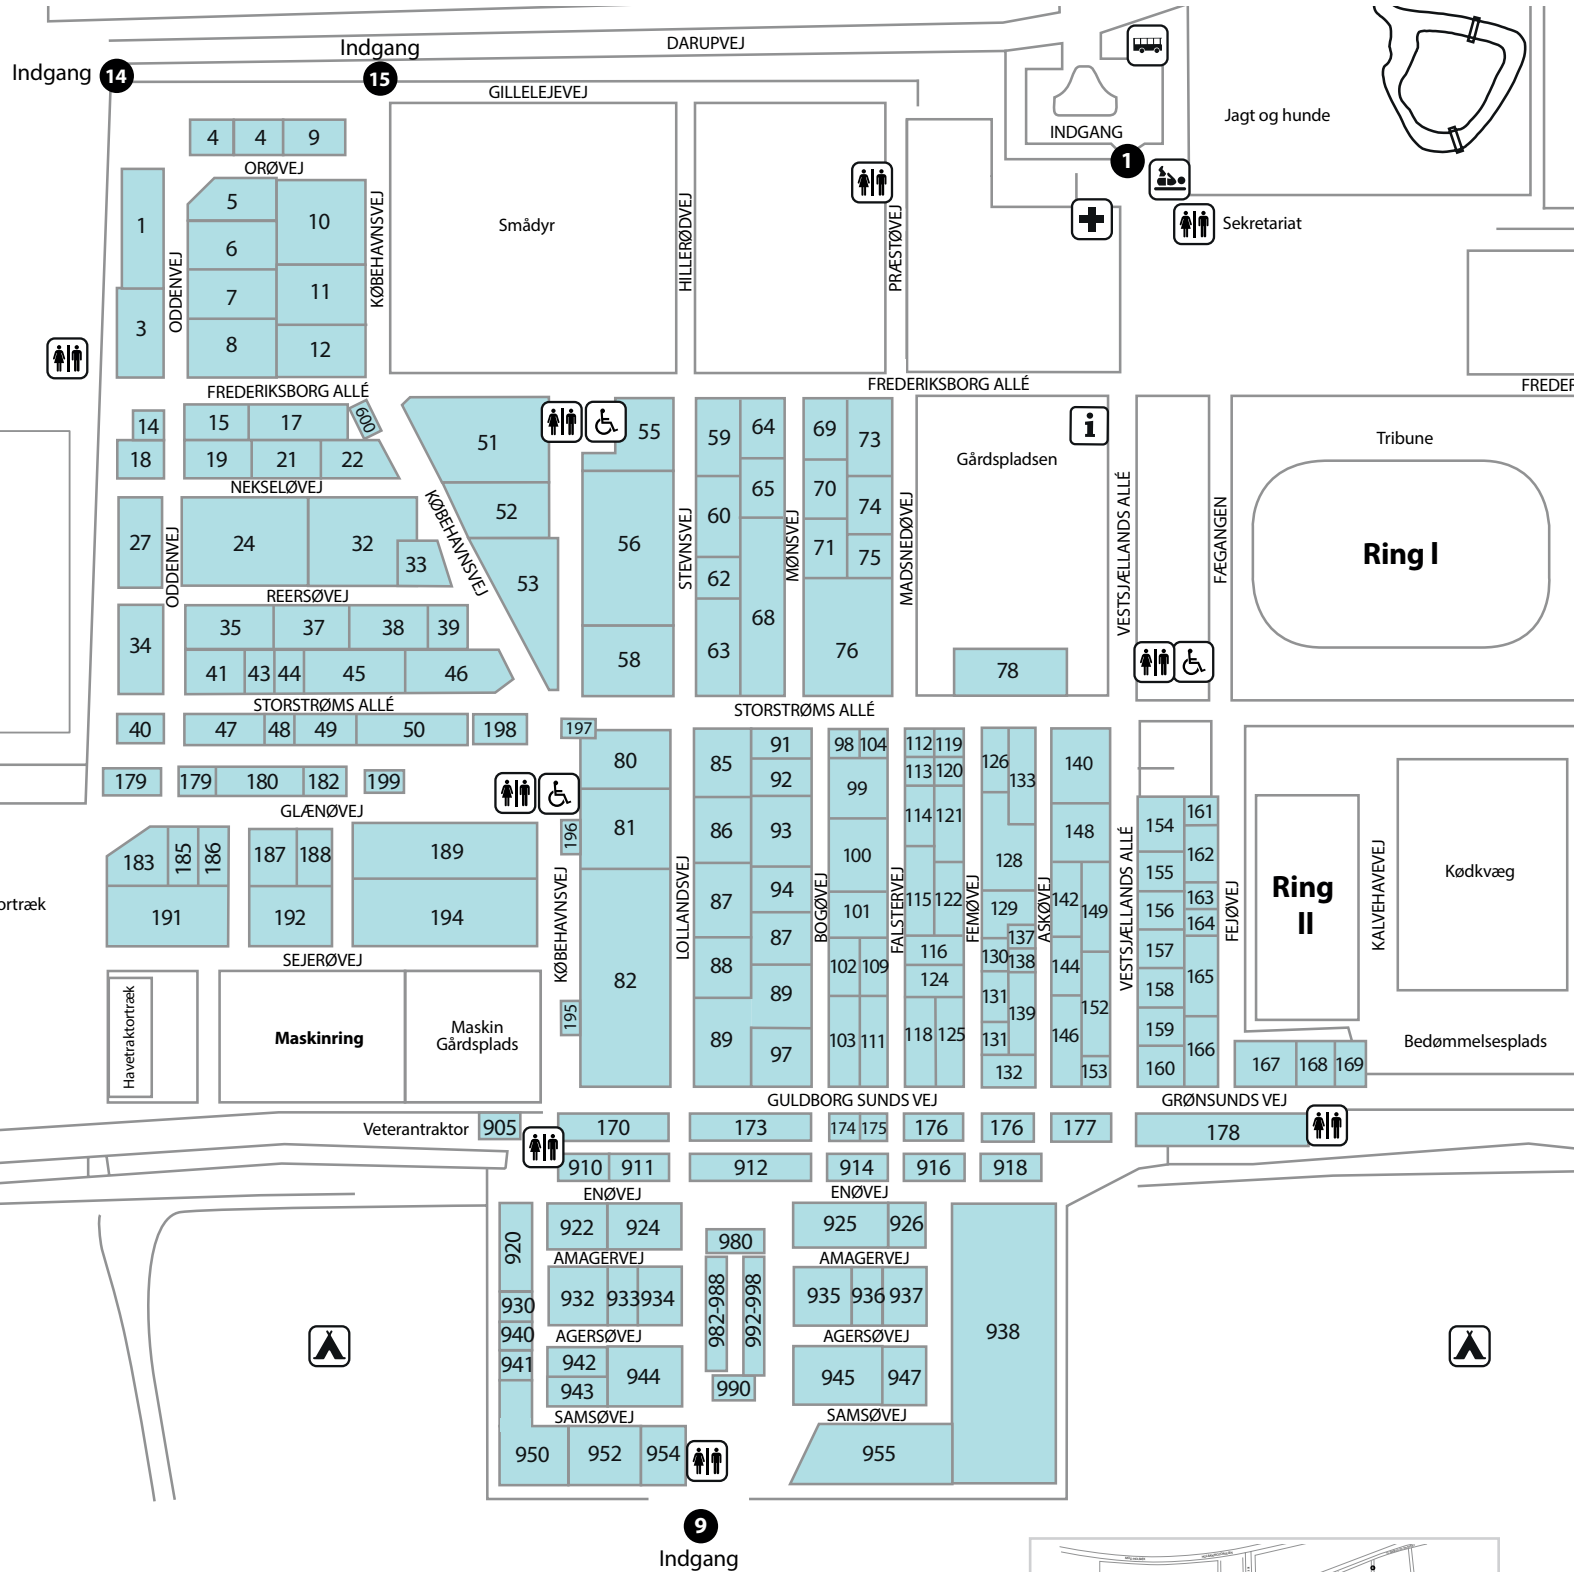 DARUPVEJ
Indgang
15
Indgang 14
GILLELEJEVEJ
INDGANG
1
Jagt og hunde
Sekretariat
4 4 9
ORØVEJ
1
3
ODDENVEJ
5
6
7
8
10
11
12
KØBEHAVNSVEJ
Smådyr
HILLERØDVEJ
PRÆSTØVEJ
FREDERIKSBORG ALLÉ
FREDERIKSBORG ALLÉ
FREDER
14
18
15 17 600
19 21 22
NEKSELØVEJ
27
ODDENVEJ
24 32 33
REERSØVEJ
34
35 37 38 39
41 43 44 45 46
STORSTRØMS ALLÉ
KØBEHAVNSVEJ
51
52
53
55
56
58
STEVNSVEJ
59
60
62
63
64
65
68
MØNSVEJ
69
70
71
73
74
75
76
MADSNEDØVEJ
Gårdspladsen
i
78
VESTSJÆLLANDS ALLÉ
FÆGANGEN
Tribune
Ring I
STORSTRØMS ALLÉ
40
47 48 49 50 198
179
179 180 182 199
GLÆNØVEJ
183 185 186
191
187 188
192
189
194
SEJERØVEJ
ortræk
Havetraktortræk
Maskinring
Maskin
Gårdsplads
197
196
195
KØBEHAVNSVEJ
80
81
82
LOLLANDSVEJ
85
86
87
88
89
91
92
93
94
87
89
97
BOGØVEJ
98 104
99
100
101
102 109
103 111
FALSTERVEJ
112 119
113 120
114 121
115 122
116
124
118 125
FEMØVEJ
126 133
128
129
137
130 138
131 139
131
132
ASKØVEJ
140
148
142 149
144
152
146
153
VESTSJÆLLANDS ALLÉ
154
155
156
157
158
159
160
161
162
163
164
165
166
FEJØVEJ
Ring
II
KALVEHAVEVEJ
Kødkvæg
Bedømmelsesplads
167 168 169
GULDBORG SUNDS VEJ
GRØNSUNDS VEJ
Veterantraktor 905
170 173 174 175 176 176 177 178
910 911 912 914 916 918
ENØVEJ
ENØVEJ
920
930
940
941
922 924
AMAGERVEJ
932 933 934
AGERSØVEJ
942
943
944
SAMSØVEJ
950 952 954
980
982-988
992-998
990
925 926
AMAGERVEJ
935 936 937
AGERSØVEJ
945 947
SAMSØVEJ
955
938
9
Indgang